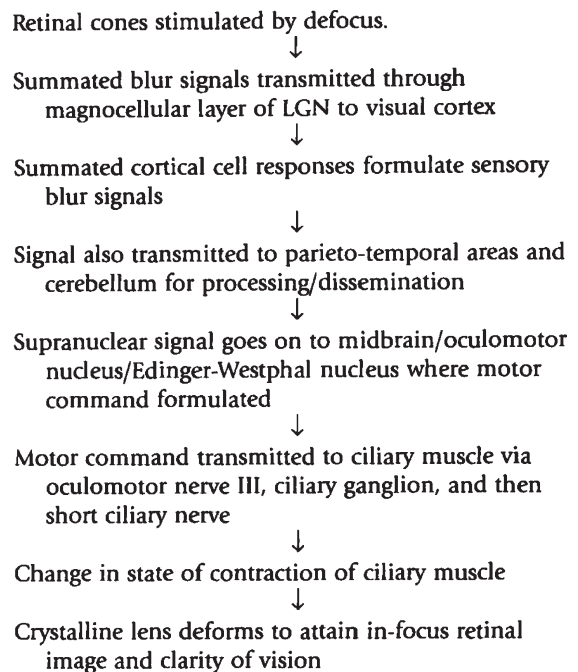 Retinal cones stimulated by defocus.
↓
Summated blur signals transmitted through
magnocellular layer of LGN to visual cortex
↓
Summated cortical cell responses formulate sensory
blur signals
↓
Signal also transmitted to parieto-temporal areas and
cerebellum for processing/dissemination
↓
Supranuclear signal goes on to midbrain/oculomotor
nucleus/Edinger-Westphal nucleus where motor
command formulated
↓
Motor command transmitted to ciliary muscle via
oculomotor nerve III, ciliary ganglion, and then
short ciliary nerve
↓
Change in state of contraction of ciliary muscle
↓
Crystalline lens deforms to attain in-focus retinal
image and clarity of vision